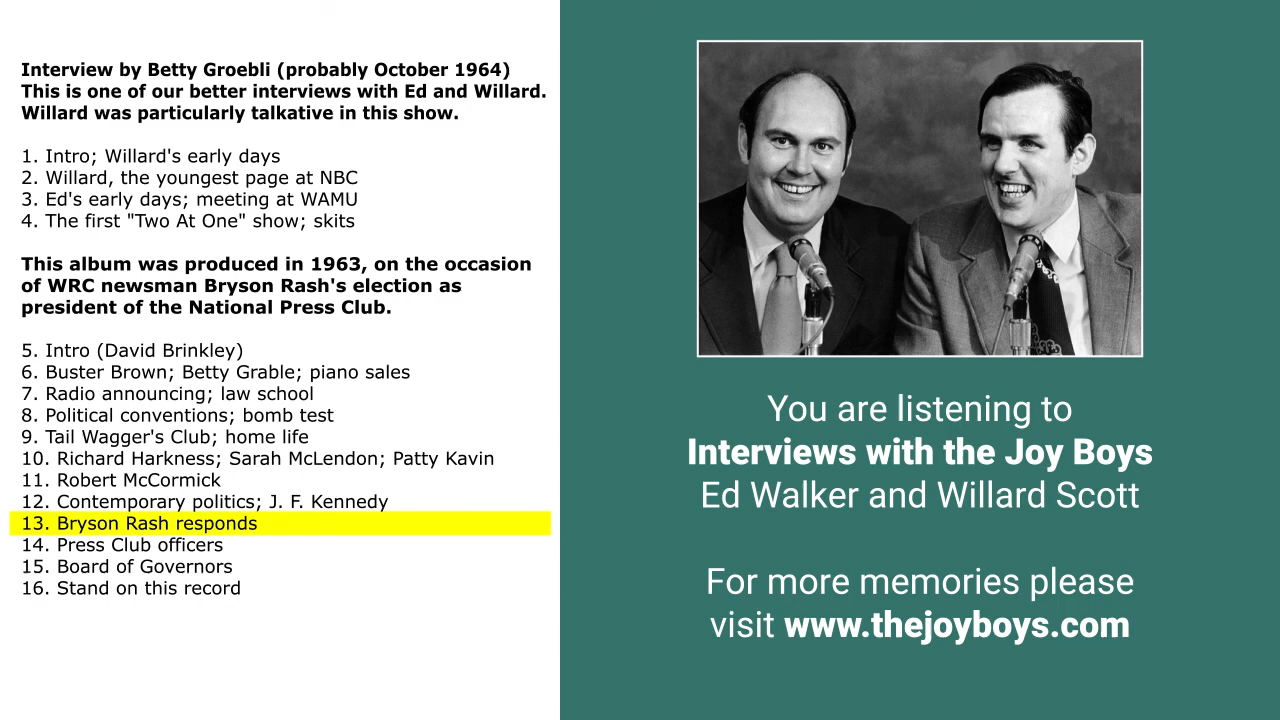 Interview by Betty Groebli (probably October 1964)
This is one of our better interviews with Ed and Willard.
Willard was particularly talkative in this show.
1. Intro; Willard's early days
2. Willard, the youngest page at NBC
3. Ed's early days; meeting at WAMU
4. The first "Two At One" show; skits
This album was produced in 1963, on the occasion
of WRC newsman Bryson Rash's election as
president of the National Press Club.
5. Intro (David Brinkley)
6. Buster Brown; Betty Grable; piano sales
7. Radio announcing; law school
8. Political conventions; bomb test
9. Tail Wagger's Club; home life
10. Richard Harkness; Sarah McLendon; Patty Kavin
11. Robert McCormick
12. Contemporary politics; J. F. Kennedy
13. Bryson Rash responds
14. Press Club officers
15. Board of Governors
16. Stand on this record
You are listening to
Interviews with the Joy Boys
Ed Walker and Willard Scott
For more memories please
visit www.thejoyboys.com